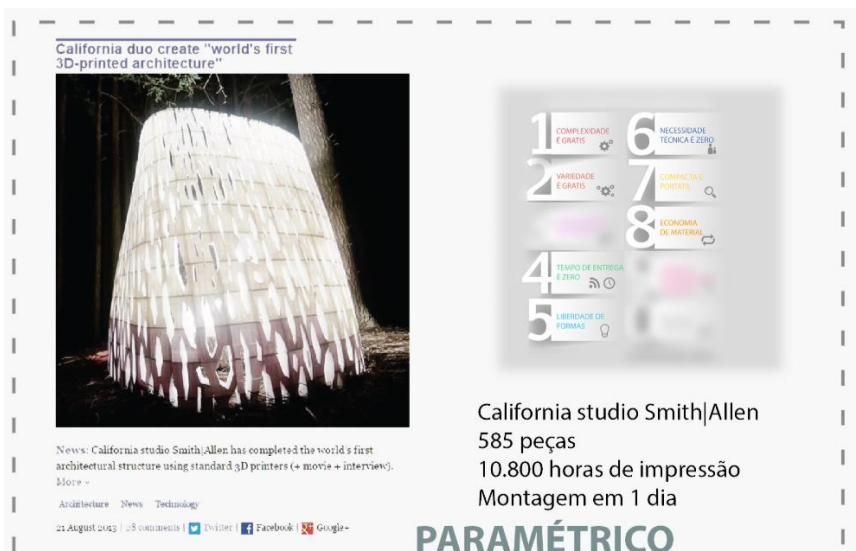 California duo create "world's first
3D-printed architecture"
News: California studio Smith|Allen has completed the world's first
architectural structure using standard 3D printers (+ movie + interview).
More »
Architecture News Technology
21 August 2013 | 28 comments | Twitter | Facebook | Google+
1 COMPLEXIDADE
É GRATIS
2 VARIEDADE
É GRATIS
4 TEMPO DE ENTREGA
É ZERO
5 LIBERDADE DE
FORMAS
6 NECESSIDADE
TÉCNICA É ZERO
7 COMPACTA E
PORTATIL
8 ECONOMIA
DE MATERIAL
California studio Smith|Allen
585 peças
10.800 horas de impressão
Montagem em 1 dia
PARAMÉTRICO